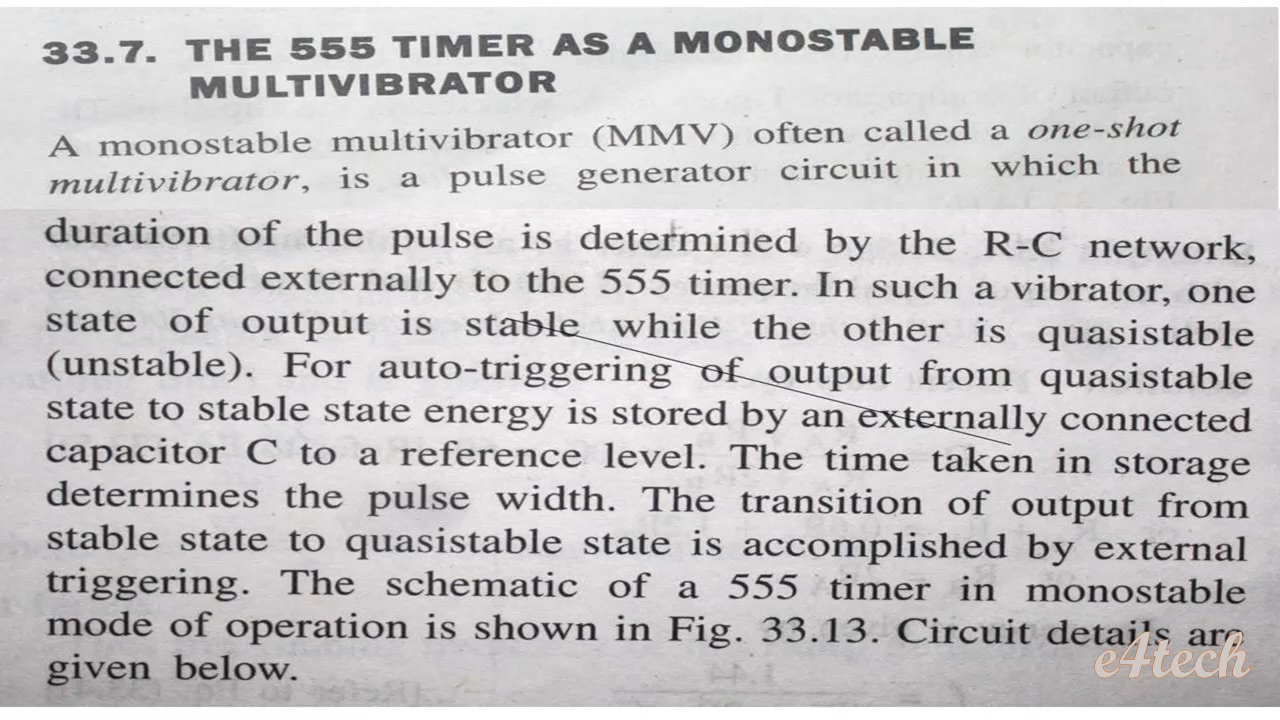 33.7. THE 555 TIMER AS A MONOSTABLE
MULTIVIBRATOR
A monostable multivibrator (MMV) often called a one-shot
multivibrator, is a pulse generator circuit in which the
duration of the pulse is determined by the R-C network,
connected externally to the 555 timer. In such a vibrator, one
state of output is stable while the other is quasistable
(unstable). For auto-triggering of output from quasistable
state to stable state energy is stored by an externally connected
capacitor C to a reference level. The time taken in storage
determines the pulse width. The transition of output from
stable state to quasistable state is accomplished by external
triggering. The schematic of a 555 timer in monostable
mode of operation is shown in Fig. 33.13. Circuit details are
given below.
e4tech